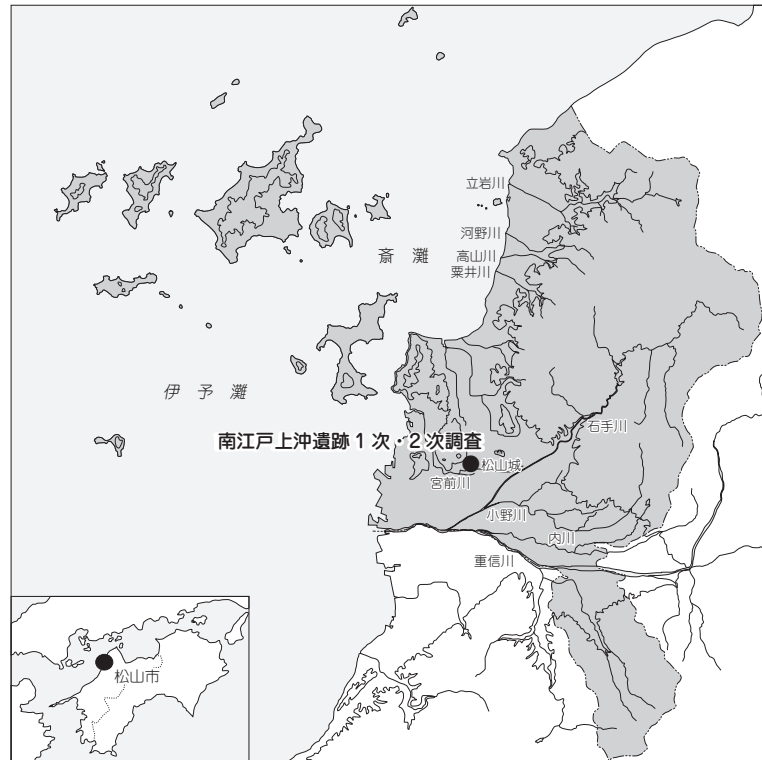 立岩川
河野川
高山川
粟井川
斎 灘
伊 予 灘
石手川
南江戸上沖遺跡1次・2次調査
松山城
宮前川
小野川
内川
重信川
松山市